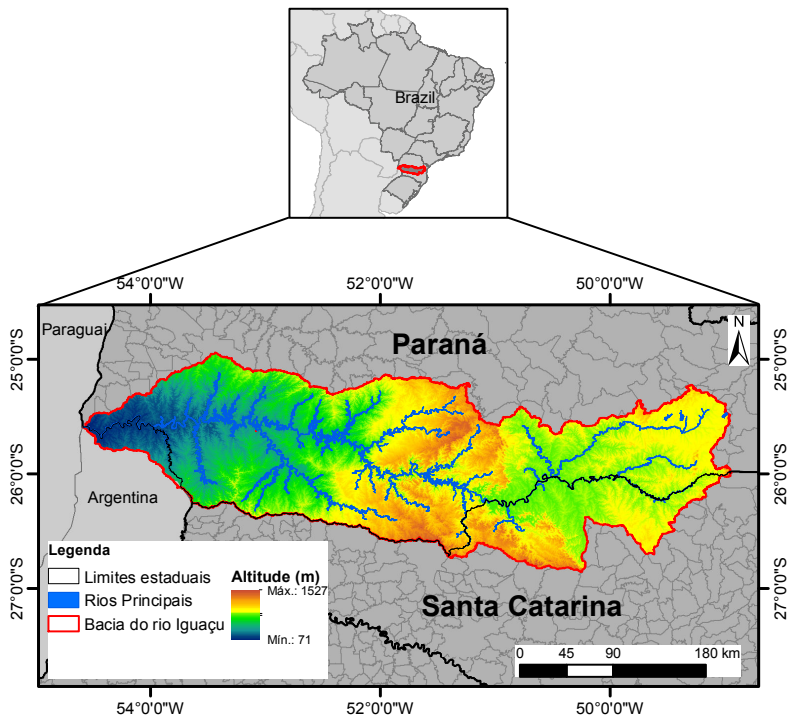 Brazil
54°0'0"W 52°0'0"W 50°0'0"W
Paraguai
Paraná
N
25°0'0"S 25°0'0"S
26°0'0"S 26°0'0"S
Argentina
27°0'0"S 27°0'0"S
Legenda
Limites estaduais
Rios Principais
Bacia do rio Iguaçu
Altitude (m)
Máx.: 1527
Mín.: 71
Santa Catarina
0 45 90 180 km
54°0'0"W 52°0'0"W 50°0'0"W